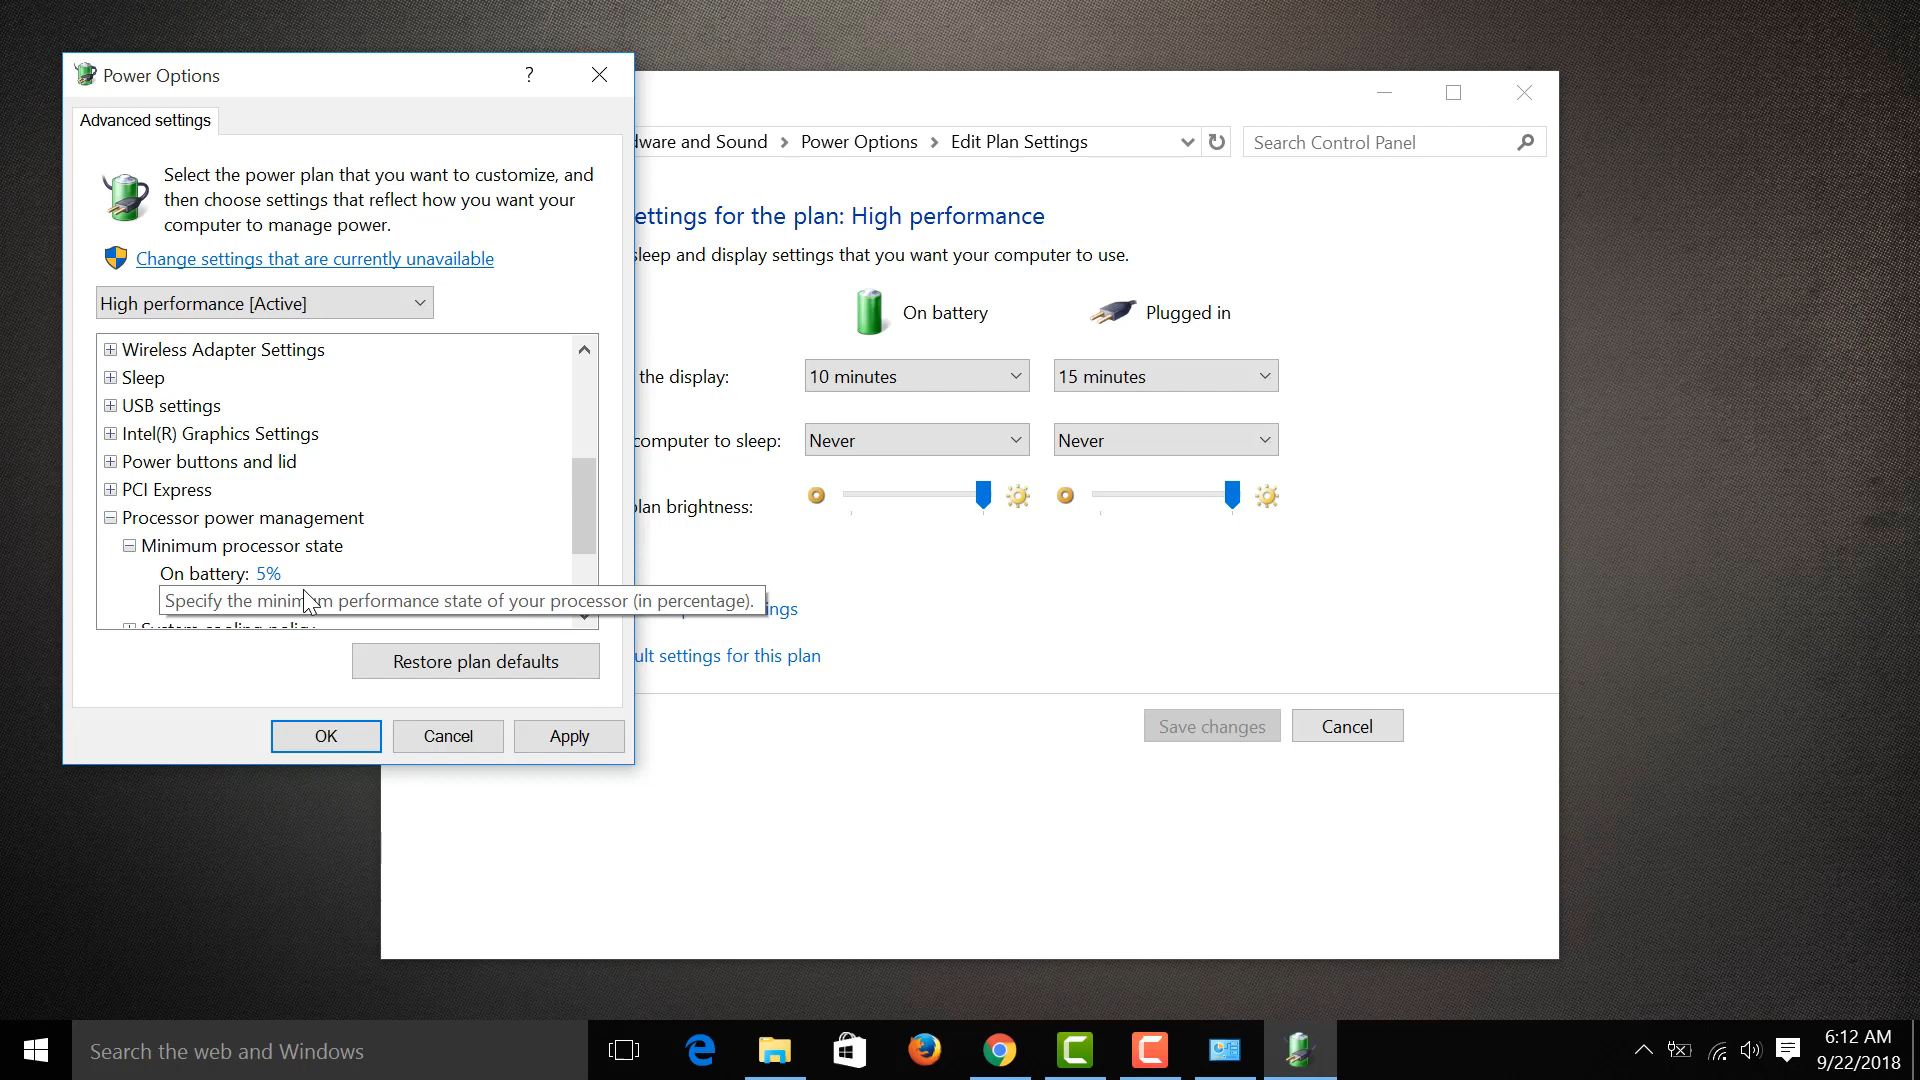 Power Options
?
Advanced settings
Select the power plan that you want to customize, and
then choose settings that reflect how you want your
computer to manage power.
Change settings that are currently unavailable
High performance [Active]
Wireless Adapter Settings
Sleep
USB settings
Intel(R) Graphics Settings
Power buttons and lid
PCI Express
Processor power management
Minimum processor state
On battery: 5%
Specify the minimum performance state of your processor (in percentage).
System cooling policy
Restore plan defaults
OK
Cancel
Apply
and Sound
Power Options
Edit Plan Settings
Search Control Panel
for the plan: High performance
and display settings that you want your computer to use.
On battery
Plugged in
the display:
10 minutes
15 minutes
computer to sleep:
Never
Never
brightness:
settings for this plan
Save changes
Cancel
Search the web and Windows
6:12 AM
9/22/2018